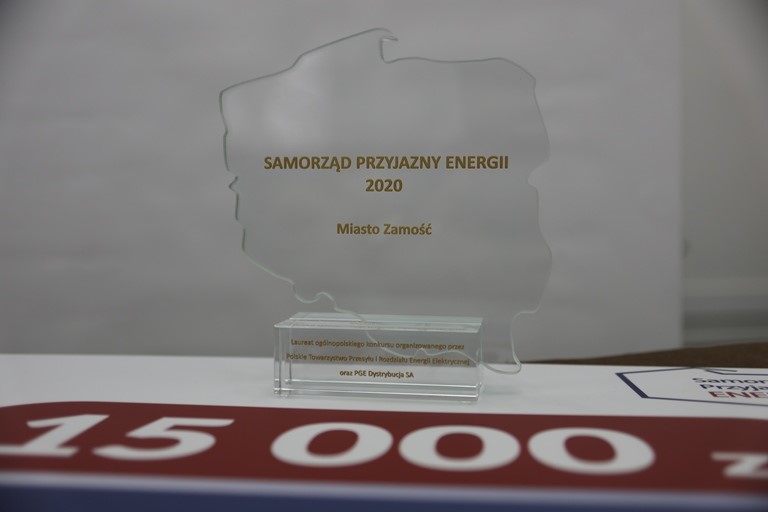 SAMORZĄD PRZYJAZNY ENERGII
2020
Miasto Zamość
Laureat ogólnopolskiego konkursu organizowanego przez
Polskie Towarzystwo Przesyłu i Rozdziału Energii Elektrycznej
oraz PGE Dystrybucja SA
15 000